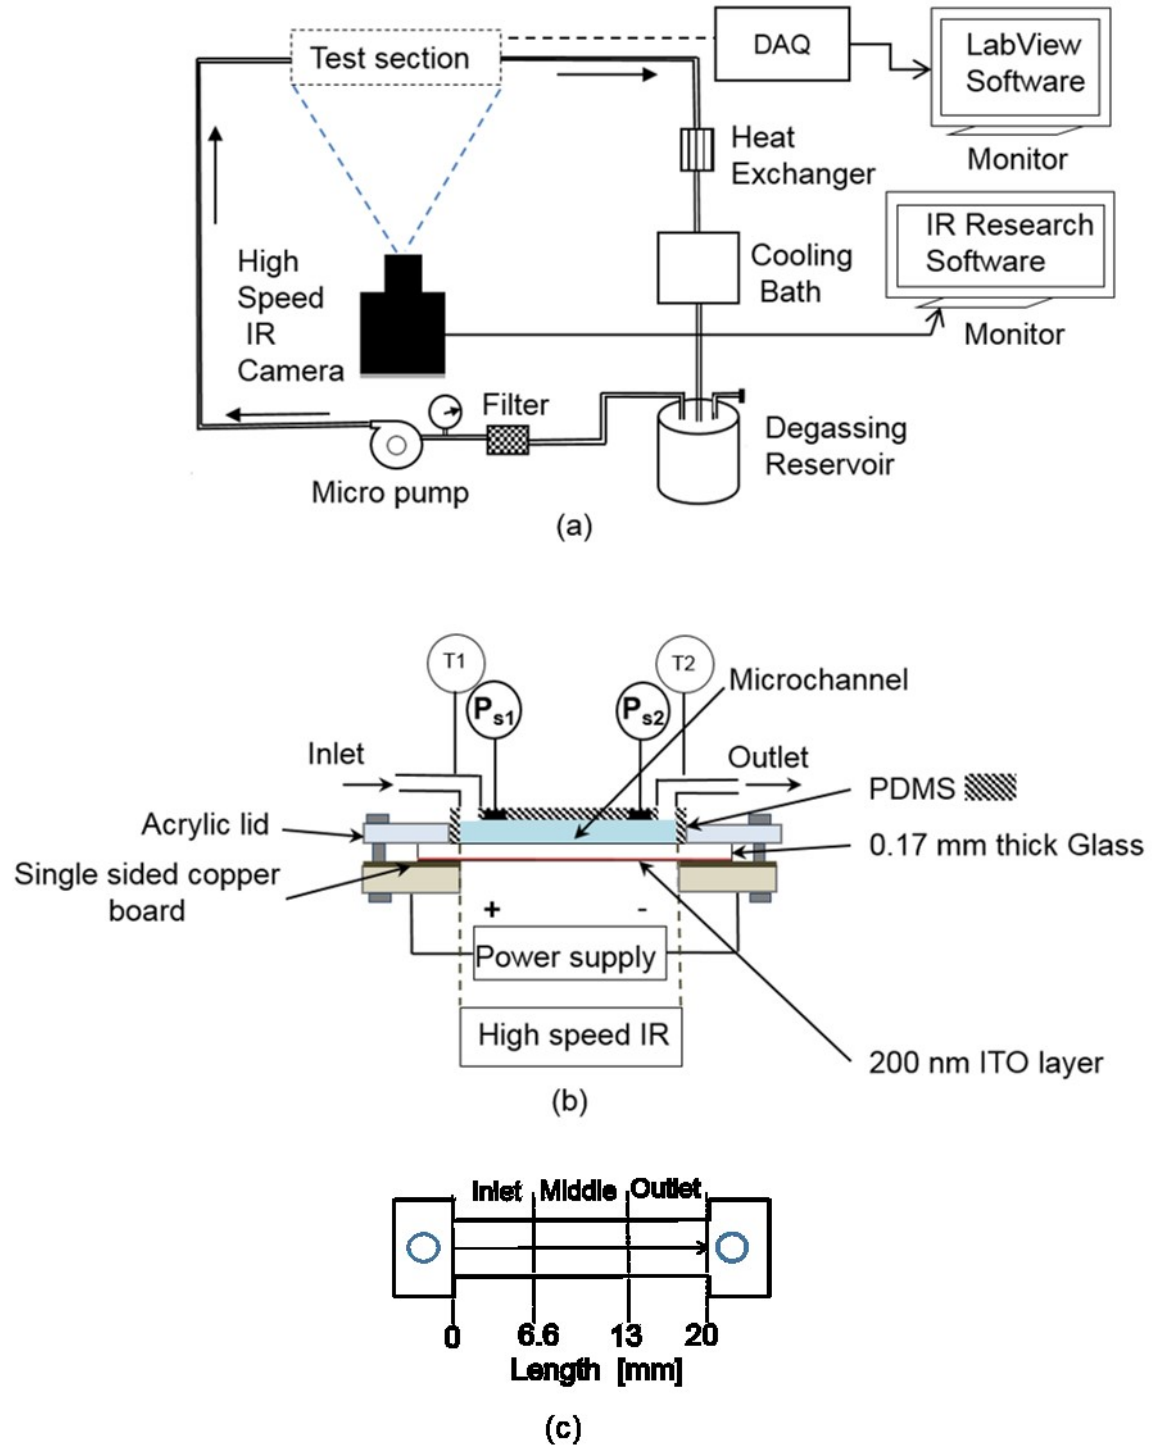 Test section
DAQ
LabView
Software
Monitor
Heat
Exchanger
IR Research
Software
Monitor
Cooling
Bath
High
Speed
IR
Camera
Filter
Degassing
Reservoir
Micro pump
(a)
T1
T2
Ps1
Ps2
Microchannel
Inlet
Outlet
PDMS
Acrylic lid
0.17 mm thick Glass
Single sided copper
board
+ -
Power supply
High speed IR
200 nm ITO layer
(b)
Inlet Middle Outlet
0 6.6 13 20
Length [mm]
(c)